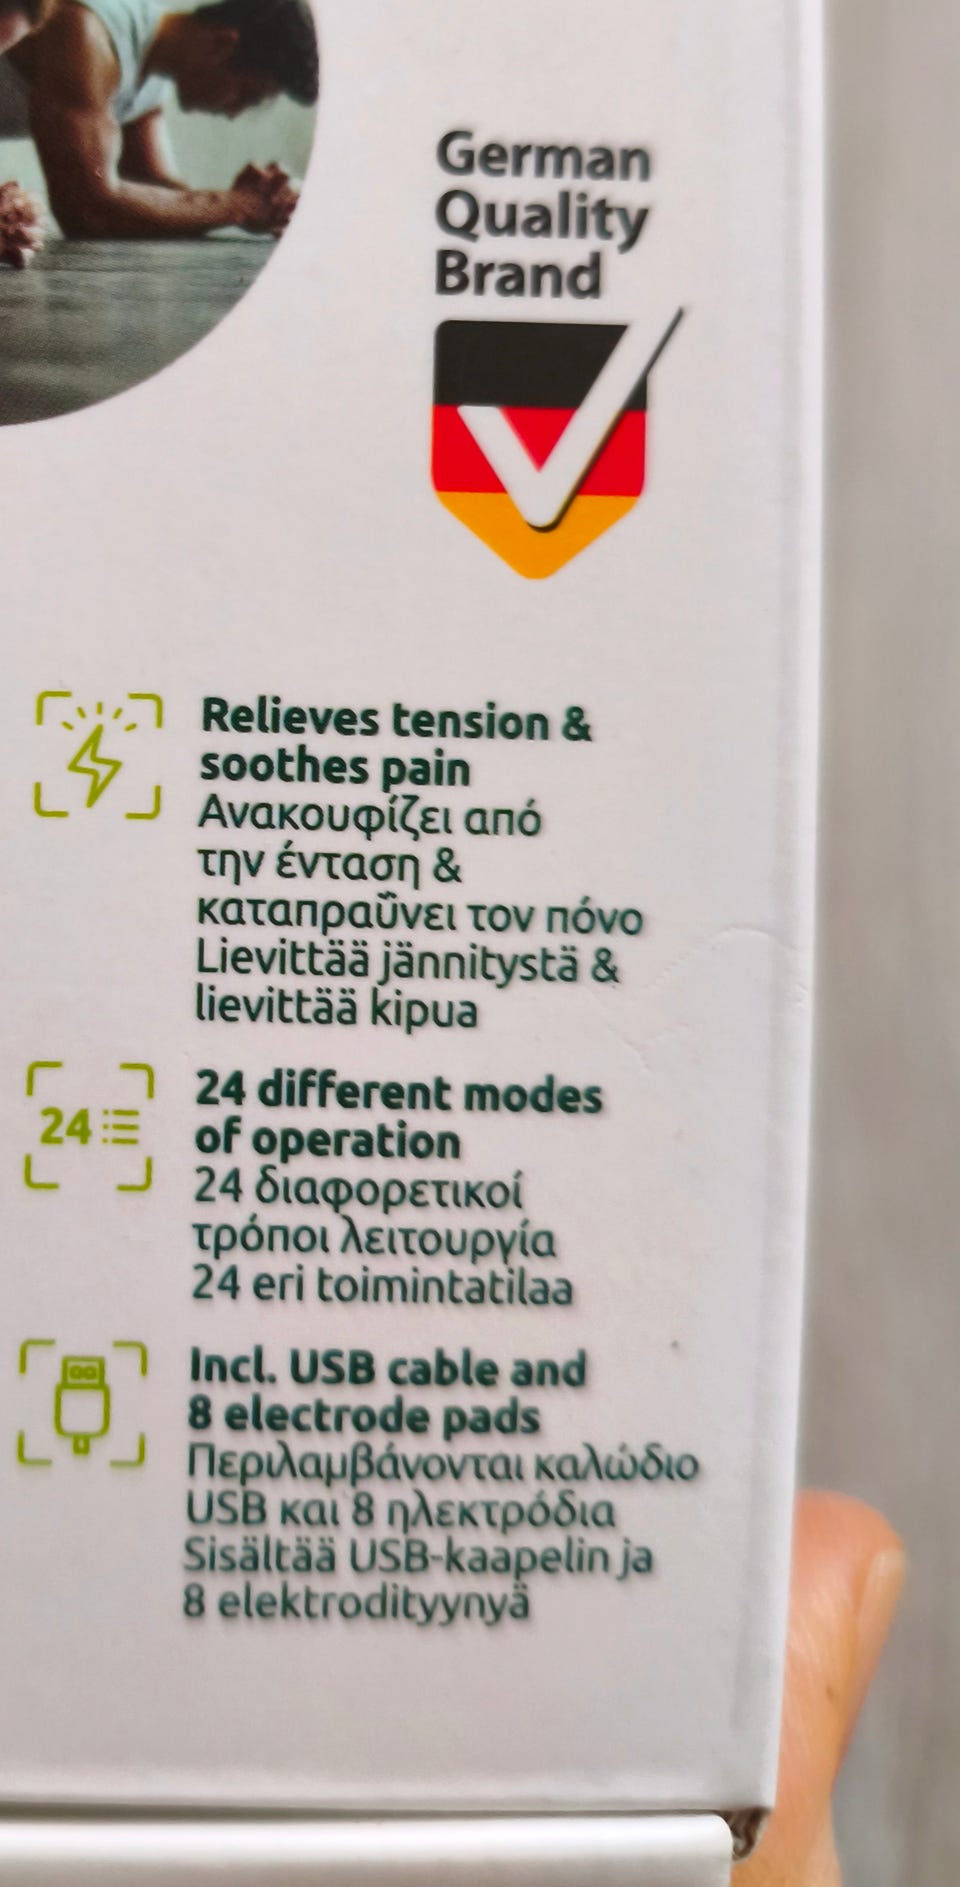 German
Quality
Brand
Relieves tension &
soothes pain
Ανακουφίζει από
την ένταση &
καταπραΰνει τον πόνο
Lievittää jännitystä &
lievittää kipua
24
24 different modes
of operation
24 διαφορετικοί
τρόποι λειτουργία
24 eri toimintatilaa
Incl. USB cable and
8 electrode pads
Περιλαμβάνονται καλώδιο
USB και 8 ηλεκτρόδια
Sisältää USB-kaapelin ja
8 elektrodityynyä